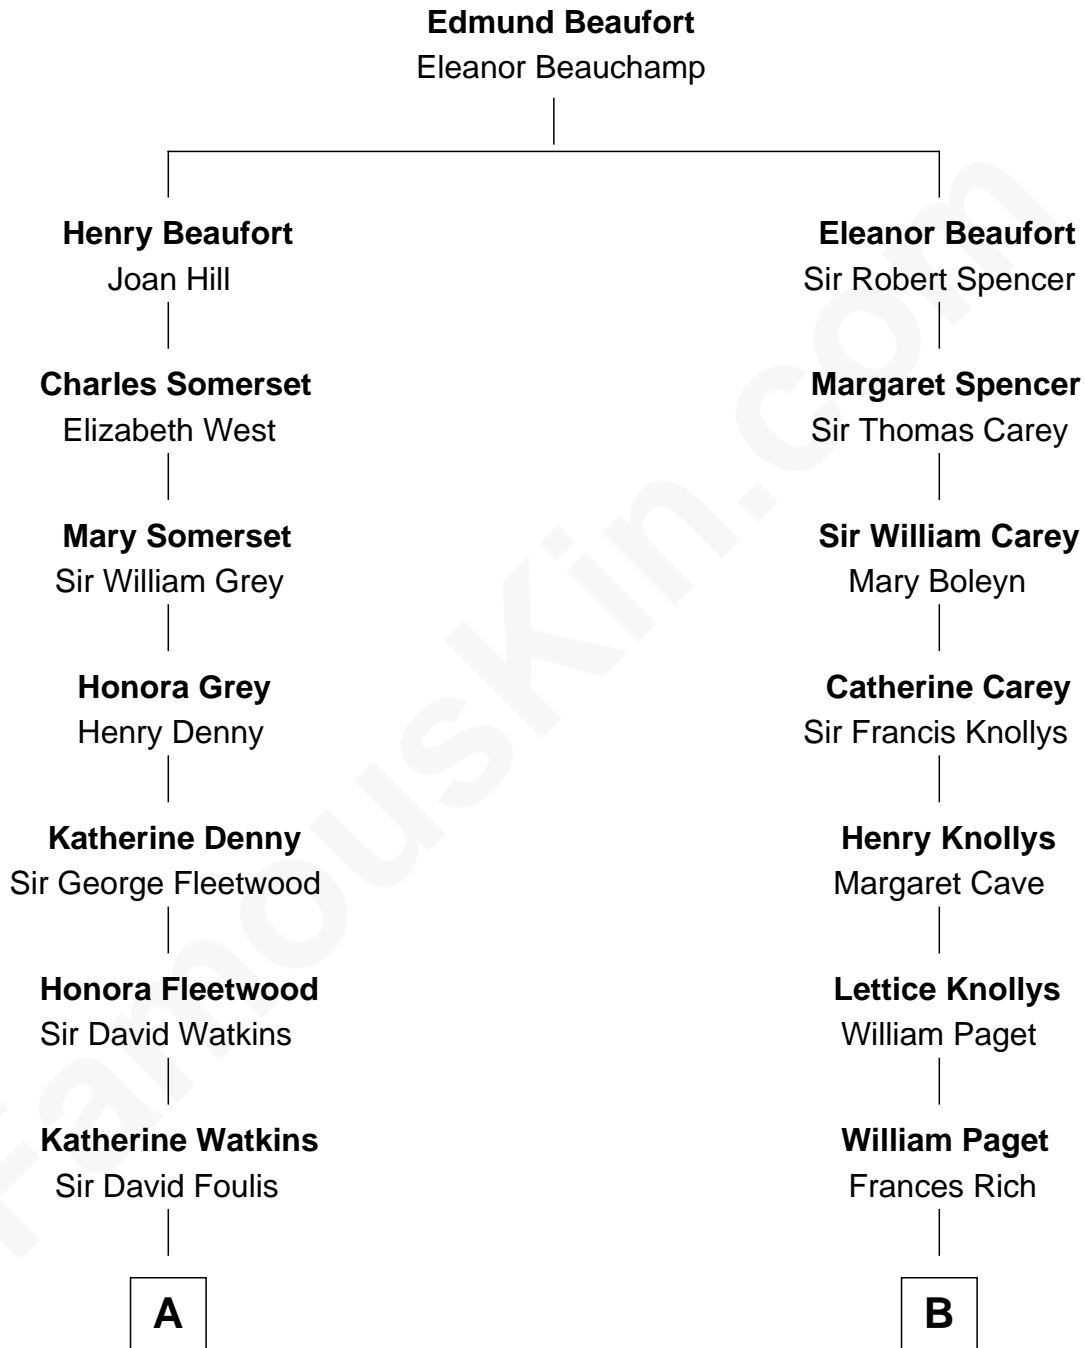 Edmund Beaufort
Eleanor Beauchamp
Henry Beaufort
Joan Hill
Eleanor Beaufort
Sir Robert Spencer
Charles Somerset
Elizabeth West
Margaret Spencer
Sir Thomas Carey
Mary Somerset
Sir William Grey
Sir William Carey
Mary Boleyn
Honora Grey
Henry Denny
Catherine Carey
Sir Francis Knollys
Katherine Denny
Sir George Fleetwood
Henry Knollys
Margaret Cave
Honora Fleetwood
Sir David Watkins
Lettice Knollys
William Paget
Katherine Watkins
Sir David Foulis
William Paget
Frances Rich
A
B
FamousKin.com